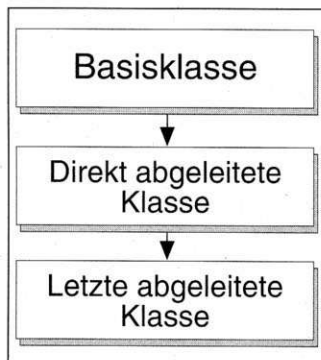 Basisklasse
Direkt abgeleitete
Klasse
Letzte abgeleitete
Klasse